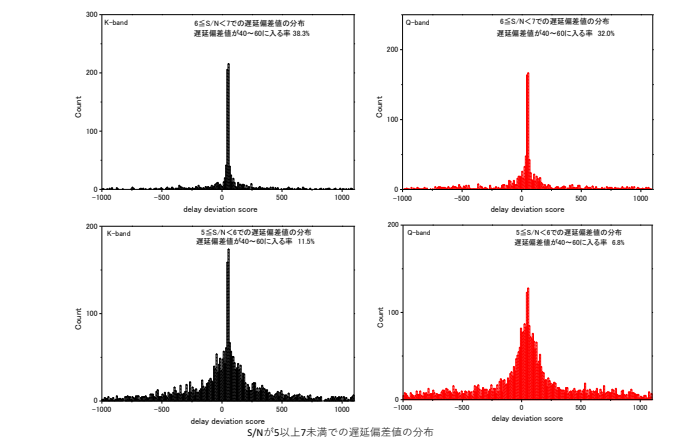 K-band
6≦S/N＜7での遅延偏差値の分布
遅延偏差値が40～60に入る率 38.3%
300
200
100
0
Count
-1000
-500
0
500
1000
delay deviation score
Q-band
6≦S/N＜7での遅延偏差値の分布
遅延偏差値が40～60に入る率 32.0%
200
100
0
Count
-1000
-500
0
500
1000
delay deviation score
K-band
5≦S/N＜6での遅延偏差値の分布
遅延偏差値が40～60に入る率 11.5%
200
100
0
Count
-1000
-500
0
500
1000
delay deviation score
Q-band
5≦S/N＜6での遅延偏差値の分布
遅延偏差値が40～60に入る率 6.8%
200
100
0
Count
-1000
-500
0
500
1000
delay deviation score
S/Nが5以上7未満での遅延偏差値の分布